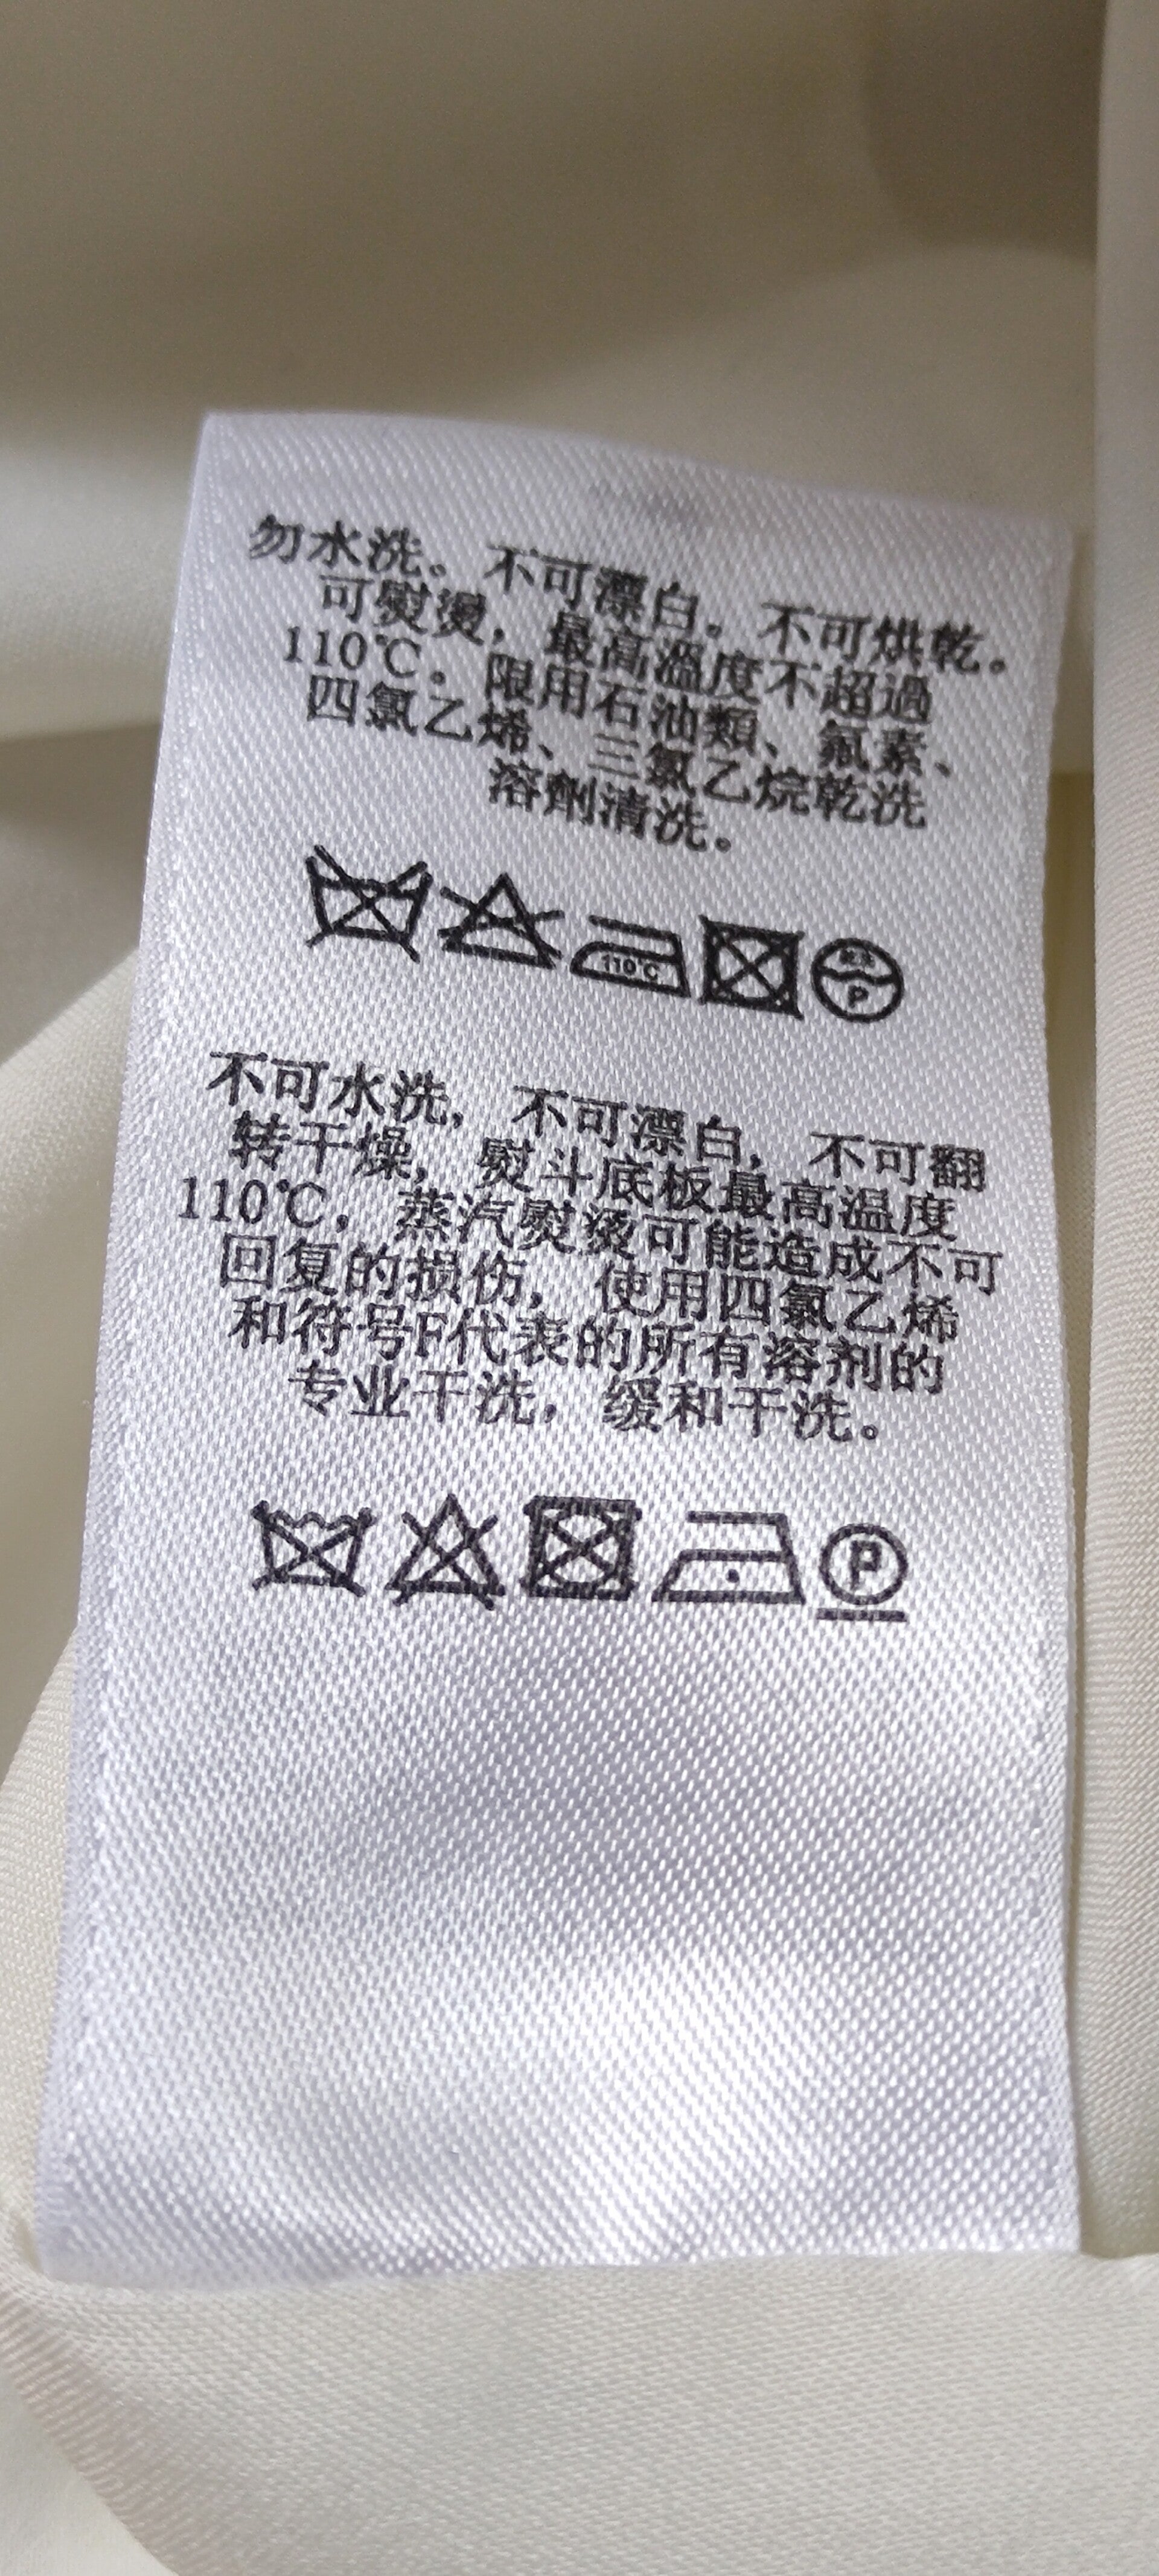 勿水洗。不可漂白。不可烘乾。
可熨燙，最高溫度不超過
110℃。限用石油類、氟素、
四氯乙烯、三氯乙烷乾洗
溶劑清洗。
110℃
P
不可水洗，不可漂白，不可翻
转干燥，熨斗底板最高温度
110℃，蒸汽熨烫可能造成不可
回复的损伤，使用四氯乙烯
和符号F代表的所有溶剂的
专业干洗，缓和干洗。
P